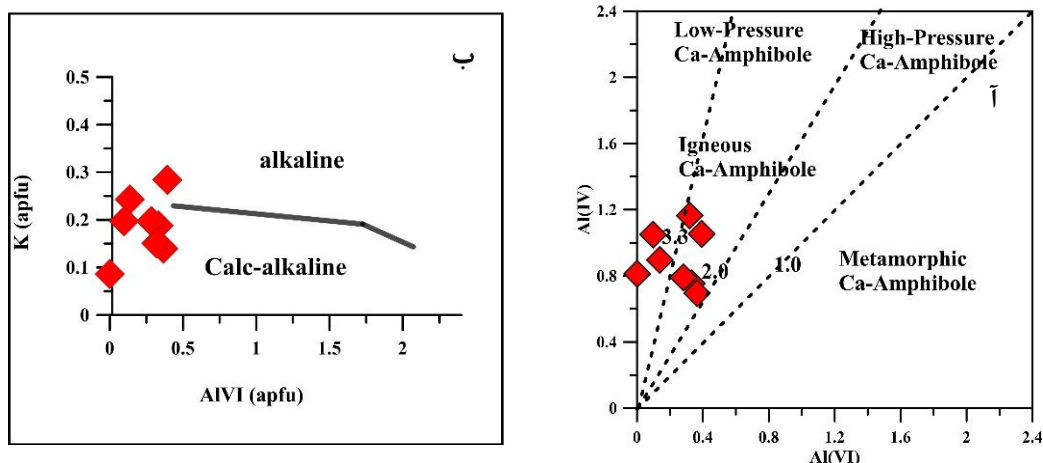 ب
0.5
0.4
0.3
0.2
0.1
0
K (apfu)
alkaline
Calc-alkaline
0
0.5
1
1.5
2
AlVI (apfu)
2.4
2
1.6
1.2
0.8
0.4
0
Al(IV)
Low-Pressure
Ca-Amphibole
High-Pressure
Ca-Amphibole
آ
Igneous
Ca-Amphibole
3.3
2.0
1.0
Metamorphic
Ca-Amphibole
0
0.4
0.8
1.2
1.6
2
2.4
Al(VI)